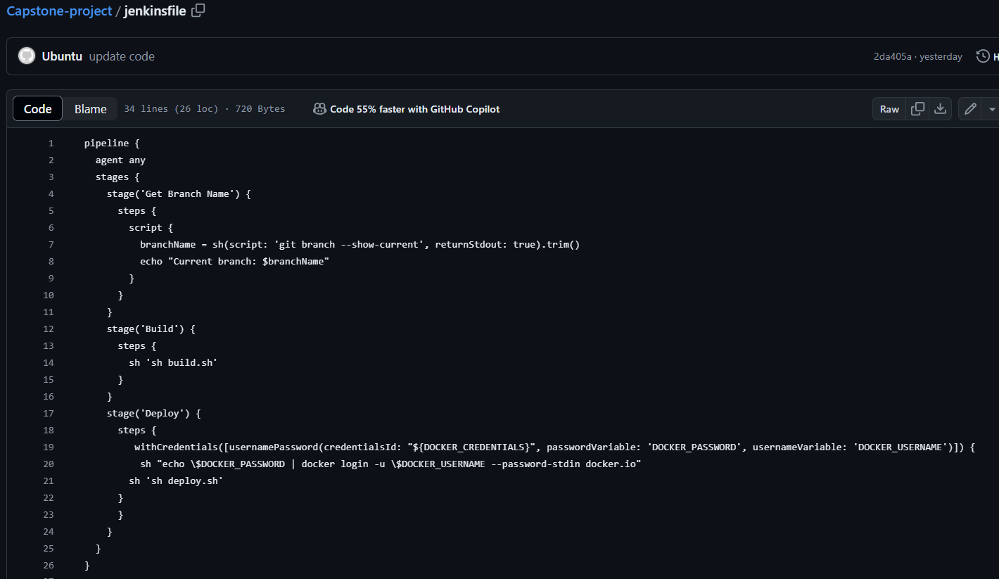 Capstone-project / jenkinsfile
Ubuntu update code 2da405a · yesterday H
Code Blame 34 lines (26 loc) · 720 Bytes Code 55% faster with GitHub Copilot Raw
1 pipeline {
2   agent any
3   stages {
4     stage('Get Branch Name') {
5       steps {
6         script {
7           branchName = sh(script: 'git branch --show-current', returnStdout: true).trim()
8           echo "Current branch: $branchName"
9         }
10       }
11     }
12     stage('Build') {
13       steps {
14         sh 'sh build.sh'
15       }
16     }
17     stage('Deploy') {
18       steps {
19          withCredentials([usernamePassword(credentialsId: "${DOCKER_CREDENTIALS}", passwordVariable: 'DOCKER_PASSWORD', usernameVariable: 'DOCKER_USERNAME')]) {
20           sh "echo \$DOCKER_PASSWORD | docker login -u \$DOCKER_USERNAME --password-stdin docker.io"
21         sh 'sh deploy.sh'
22       }
23       }
24     }
25   }
26 }